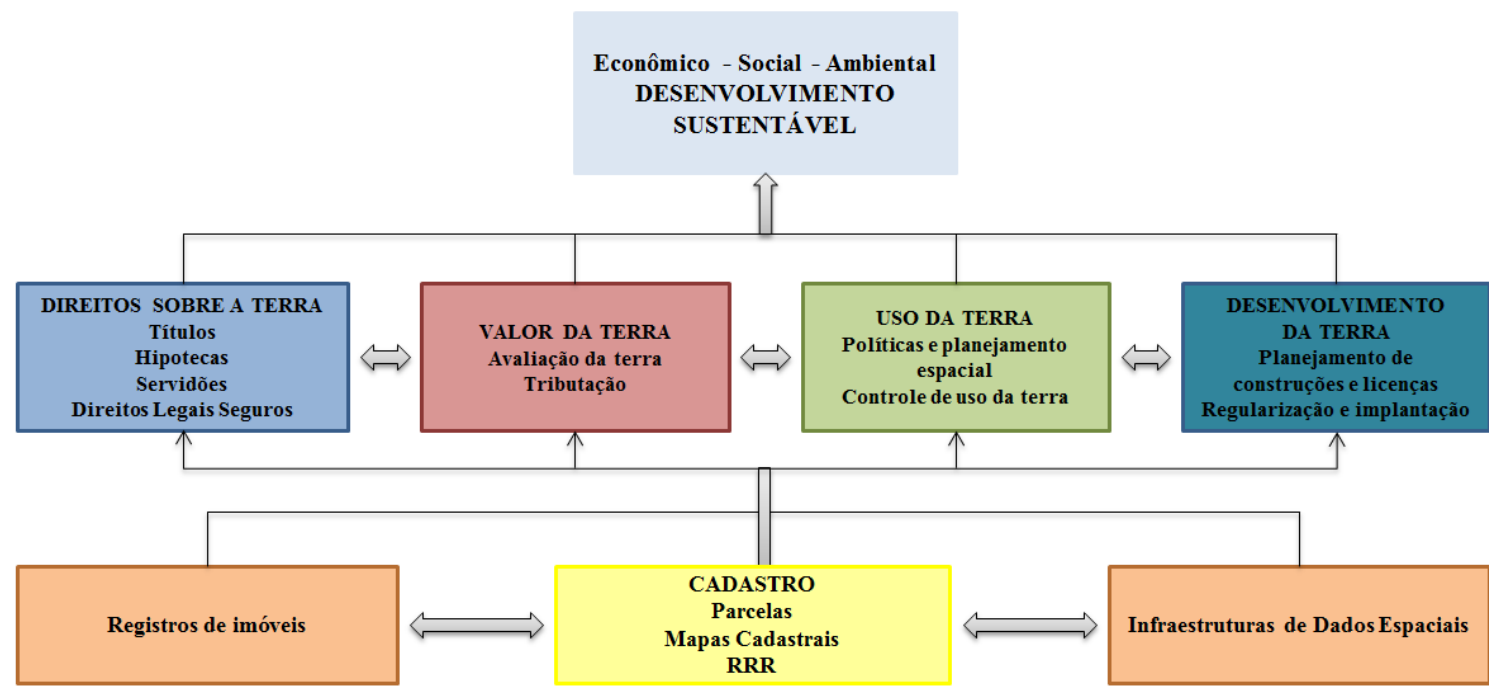 Econômico - Social - Ambiental
DESENVOLVIMENTO
SUSTENTÁVEL
DIREITOS SOBRE A TERRA
Títulos
Hipotecas
Servidões
Direitos Legais Seguros
VALOR DA TERRA
Avaliação da terra
Tributação
USO DA TERRA
Políticas e planejamento
espacial
Controle de uso da terra
DESENVOLVIMENTO
DA TERRA
Planejamento de
construções e licenças
Regularização e implantação
Registros de imóveis
CADASTRO
Parcelas
Mapas Cadastrais
RRR
Infraestruturas de Dados Espaciais